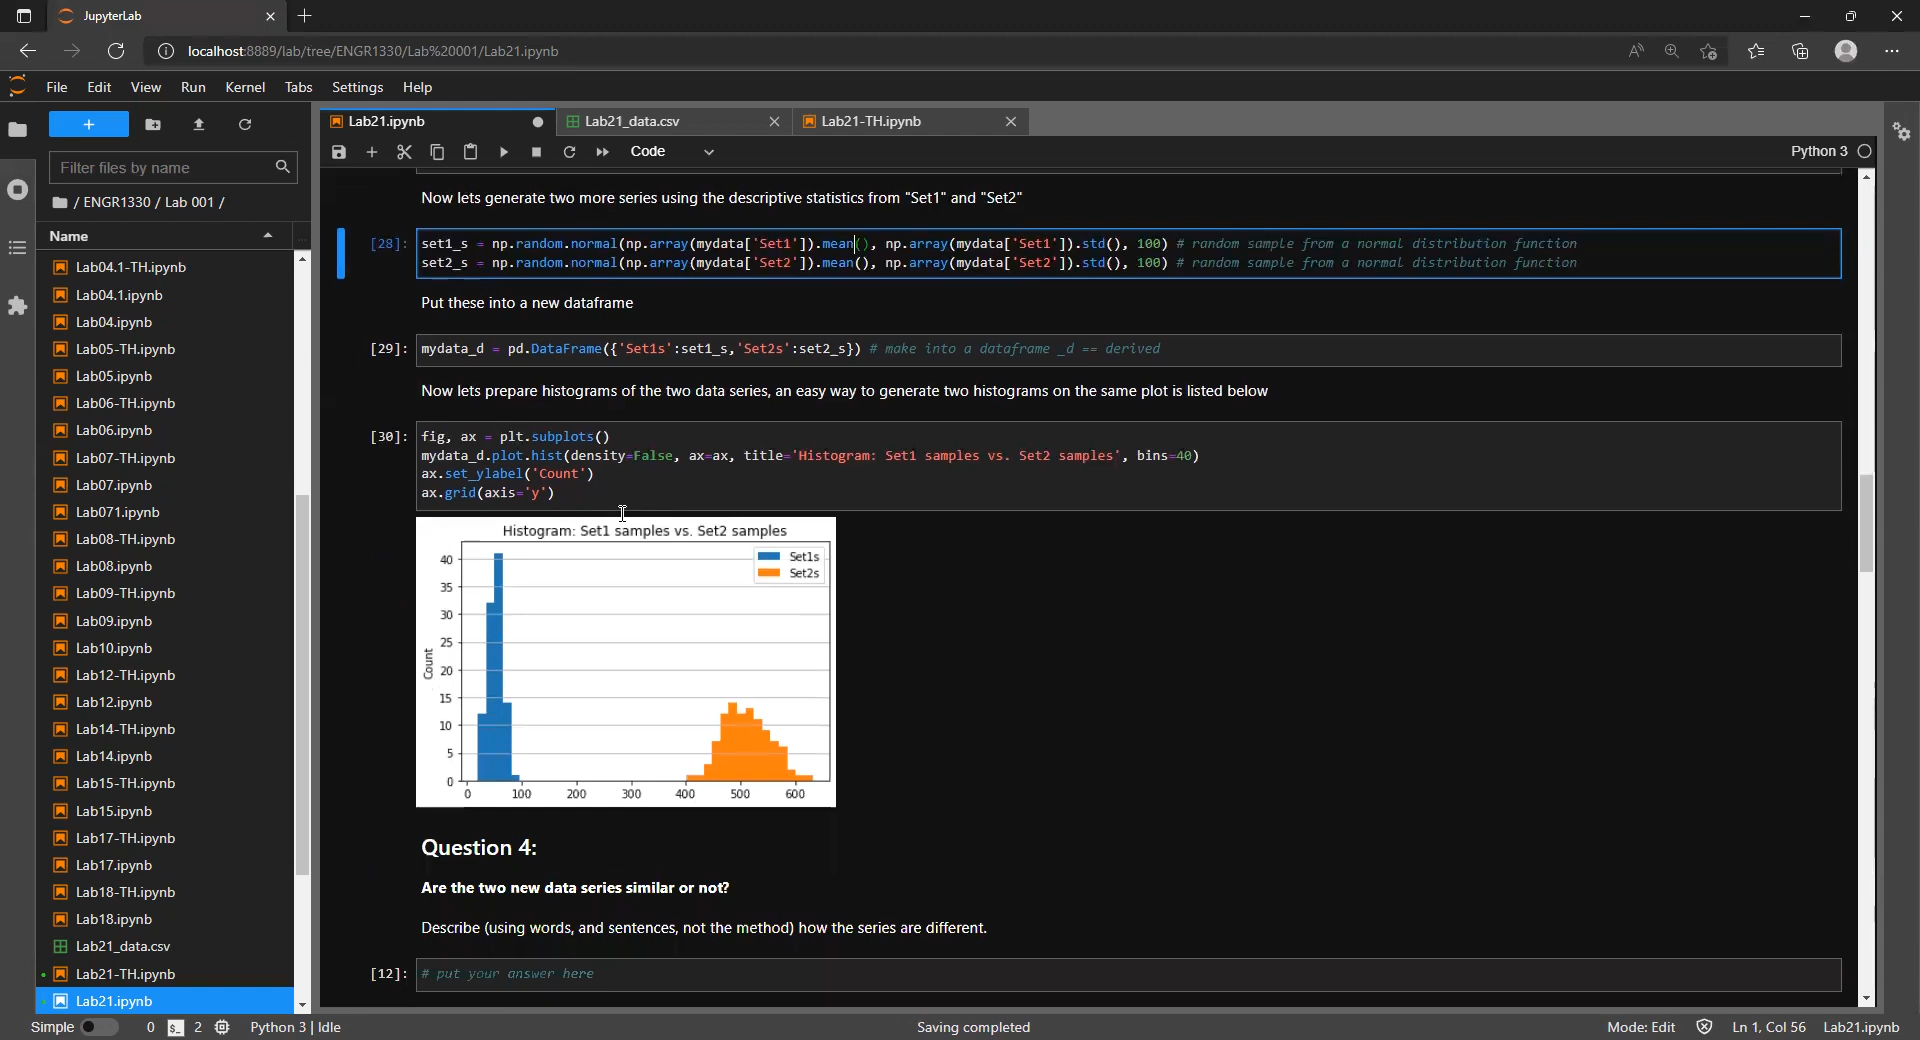 JupyterLab
localhost:8889/lab/tree/ENGR1330/Lab%20001/Lab21.ipynb
File Edit View Run Kernel Tabs Settings Help
Filter files by name
/ ENGR1330 / Lab 001 /
Name
Lab04.1-TH.ipynb
Lab04.1.ipynb
Lab04.ipynb
Lab05-TH.ipynb
Lab05.ipynb
Lab06-TH.ipynb
Lab06.ipynb
Lab07-TH.ipynb
Lab07.ipynb
Lab071.ipynb
Lab08-TH.ipynb
Lab08.ipynb
Lab09-TH.ipynb
Lab09.ipynb
Lab10.ipynb
Lab12-TH.ipynb
Lab12.ipynb
Lab14-TH.ipynb
Lab14.ipynb
Lab15-TH.ipynb
Lab15.ipynb
Lab17-TH.ipynb
Lab17.ipynb
Lab18-TH.ipynb
Lab18.ipynb
Lab21_data.csv
Lab21-TH.ipynb
Lab21.ipynb
Lab21.ipynb Lab21_data.csv Lab21-TH.ipynb
Code Python 3
Now lets generate two more series using the descriptive statistics from "Set1" and "Set2"
[28]: set1_s = np.random.normal(np.array(mydata['Set1']).mean(), np.array(mydata['Set1']).std(), 100) # random sample from a normal distribution function
set2_s = np.random.normal(np.array(mydata['Set2']).mean(), np.array(mydata['Set2']).std(), 100) # random sample from a normal distribution function
Put these into a new dataframe
[29]: mydata_d = pd.DataFrame({'Set1s':set1_s,'Set2s':set2_s}) # make into a dataframe _d == derived
Now lets prepare histograms of the two data series, an easy way to generate two histograms on the same plot is listed below
[30]: fig, ax = plt.subplots()
mydata_d.plot.hist(density=False, ax=ax, title='Histogram: Set1 samples vs. Set2 samples', bins=40)
ax.set_ylabel('Count')
ax.grid(axis='y')
Histogram: Set1 samples vs. Set2 samples
Set1s
Set2s
Count
40
35
30
25
20
15
10
5
0
0 100 200 300 400 500 600
Question 4:
Are the two new data series similar or not?
Describe (using words, and sentences, not the method) how the series are different.
[12]: # put your answer here
Simple 0 2 Python 3 | Idle Saving completed Mode: Edit Ln 1, Col 56 Lab21.ipynb